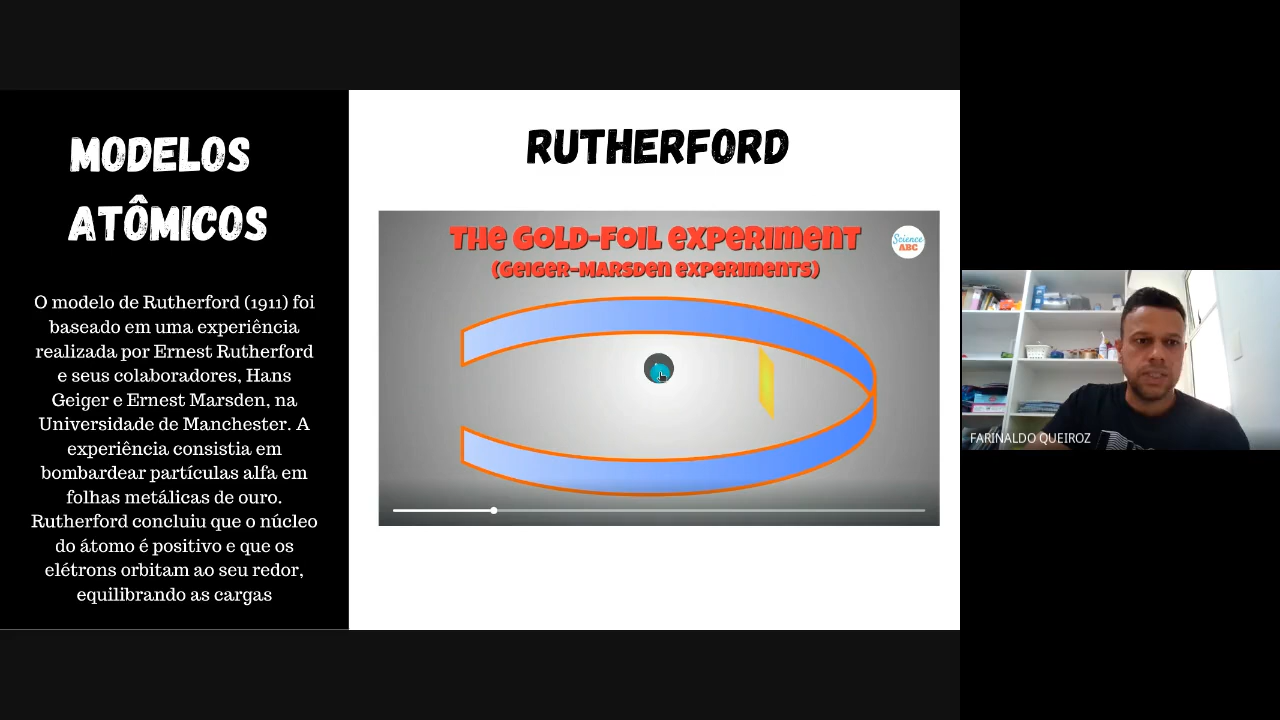 MODELOS
ATÔMICOS
O modelo de Rutherford (1911) foi
baseado em uma experiência
realizada por Ernest Rutherford
e seus colaboradores, Hans
Geiger e Ernest Marsden, na
Universidade de Manchester. A
experiência consistia em
bombardear partículas alfa em
folhas metálicas de ouro.
Rutherford concluiu que o núcleo
do átomo é positivo e que os
elétrons orbitam ao seu redor,
equilibrando as cargas
RUTHERFORD
THE GOLD-FOIL EXPERIMENT
(GEIGER-MARSDEN EXPERIMENTS)
Science
ABC
FARINALDO QUEIROZ